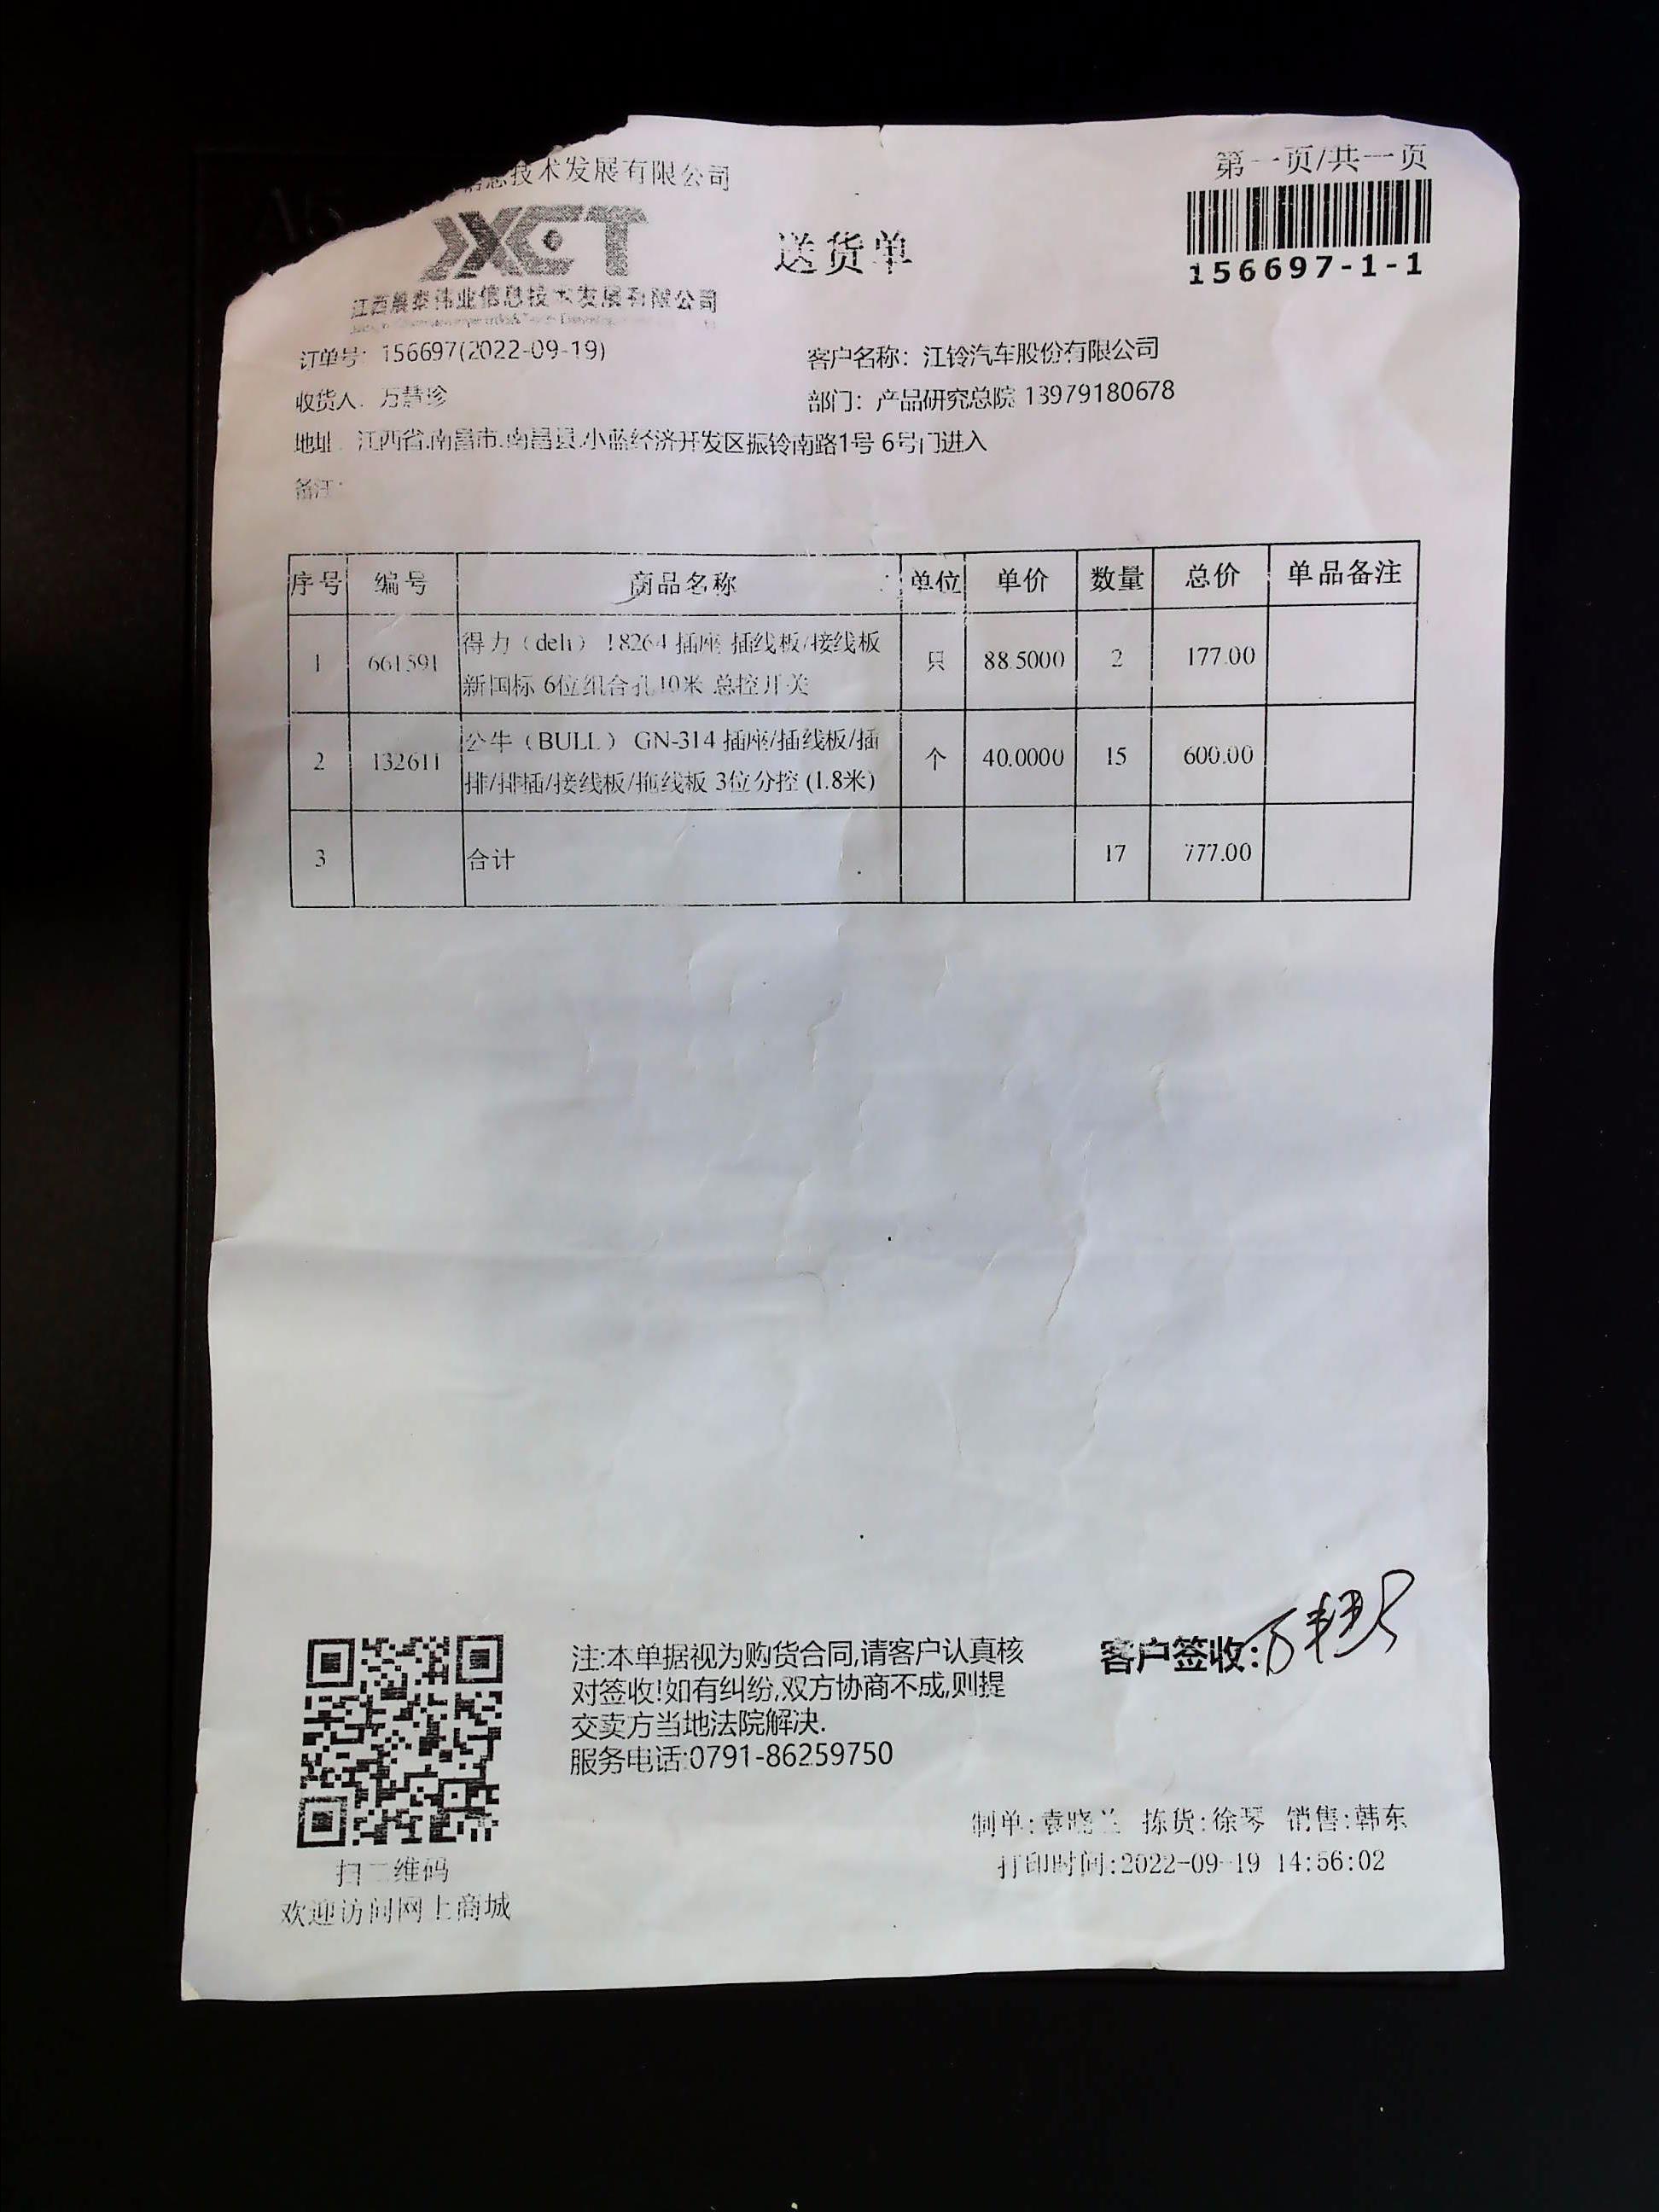 信息技术发展有限公司
第一页/共一页
JXCT
送货单
156697-1-1
江西晨泰伟业信息技术发展有限公司
订单号: 156697(2022-09-19)
客户名称: 江铃汽车股份有限公司
收货人: 万慧珍
部门: 产品研究总院 13979180678
地址: 江西省.南昌市.南昌县.小蓝经济开发区振铃南路1号 6号门进入
备注:
序号 编号 商品名称 单位 单价 数量 总价 单品备注
1 661591 得力（deli） 18264 插座 插线板/接线板 只 88.5000 2 177.00
新国标 6位组合孔10米 总控开关
2 132611 公牛（BULL） GN-314 插座/插线板/插 个 40.0000 15 600.00
排/排插/接线板/拖线板 3位分控 (1.8米)
3 合计 17 777.00
注:本单据视为购货合同,请客户认真核
对签收!如有纠纷,双方协商不成,则提
交卖方当地法院解决.
服务电话:0791-86259750
客户签收:
制单:袁晓兰 拣货:徐琴 销售:韩东
打印时间:2022-09-19 14:56:02
扫二维码
欢迎访问网上商城